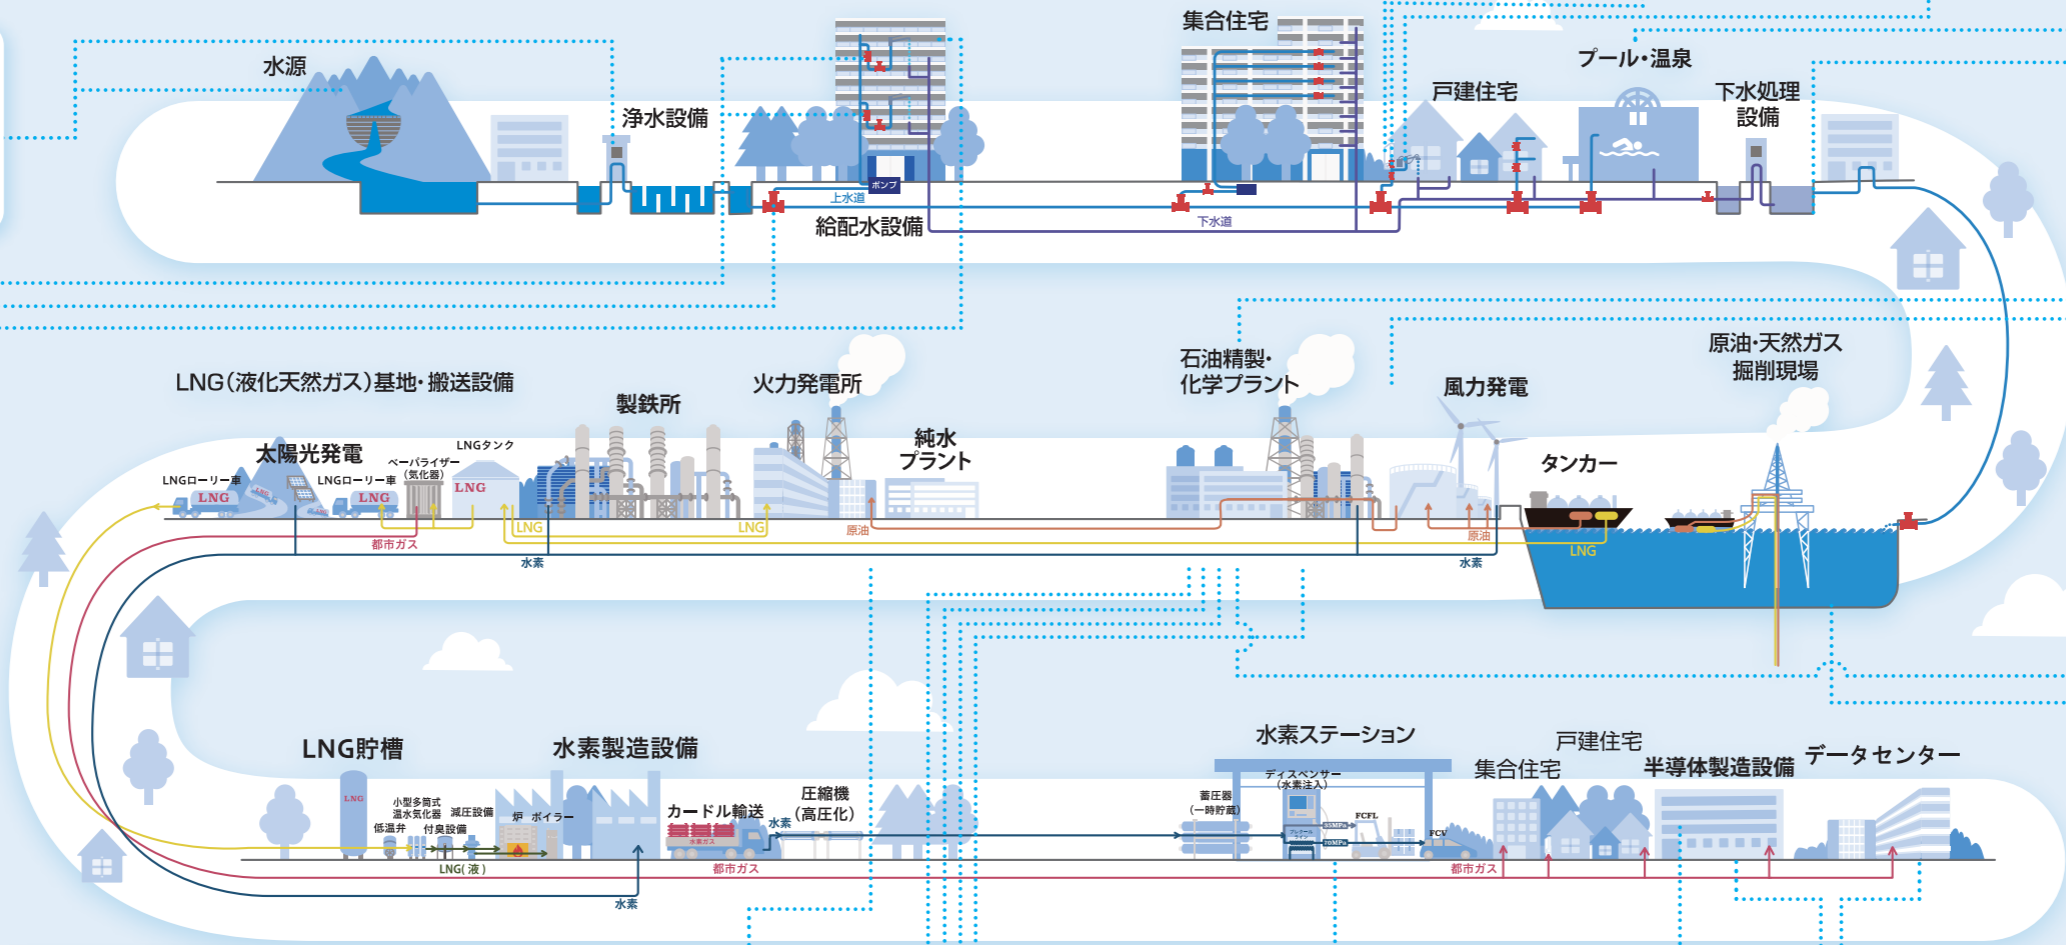 水源
浄水設備
ポンプ
上水道
給配水設備
集合住宅
下水道
戸建住宅
プール・温泉
下水処理
設備
LNG（液化天然ガス）基地・搬送設備
太陽光発電
LNGローリー車
LNG
LNG
LNGローリー車
LNG
LNG
ベーパライザー
（気化器）
LNGタンク
LNG
都市ガス
製鉄所
LNG
水素
火力発電所
LNG
純水
プラント
原油
石油精製・
化学プラント
風力発電
原油
水素
タンカー
LNG
原油・天然ガス
掘削現場
LNG貯槽
LNG
低温弁
小型多筒式
温水気化器
付臭設備
減圧設備
LNG（液）
水素製造設備
炉
ボイラー
水素
カードル輸送
水素ガス
水素
都市ガス
圧縮機
（高圧化）
水素ステーション
蓄圧器
（一時貯蔵）
ディスペンサー
（水素注入）
プレクール
35MPa
70MPa
FCFL
FCV
都市ガス
集合住宅
戸建住宅
半導体製造設備
データセンター